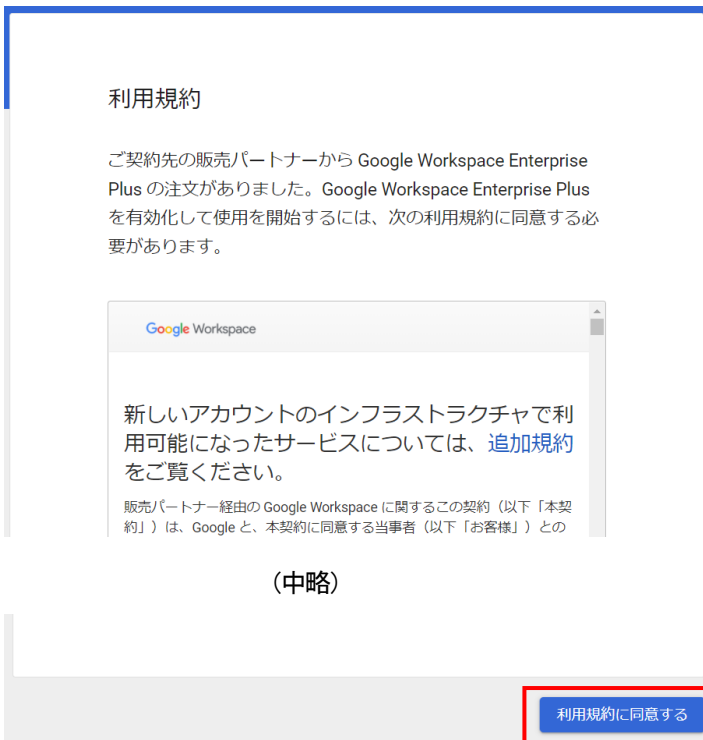 利用規約
ご契約先の販売パートナーから Google Workspace Enterprise
Plus の注文がありました。Google Workspace Enterprise Plus
を有効化して使用を開始するには、次の利用規約に同意する必
要があります。
Google Workspace
新しいアカウントのインフラストラクチャで利
用可能になったサービスについては、追加規約
をご覧ください。
販売パートナー経由の Google Workspace に関するこの契約（以下「本契
約」）は、Google と、本契約に同意する当事者（以下「お客様」）との
（中略）
利用規約に同意する